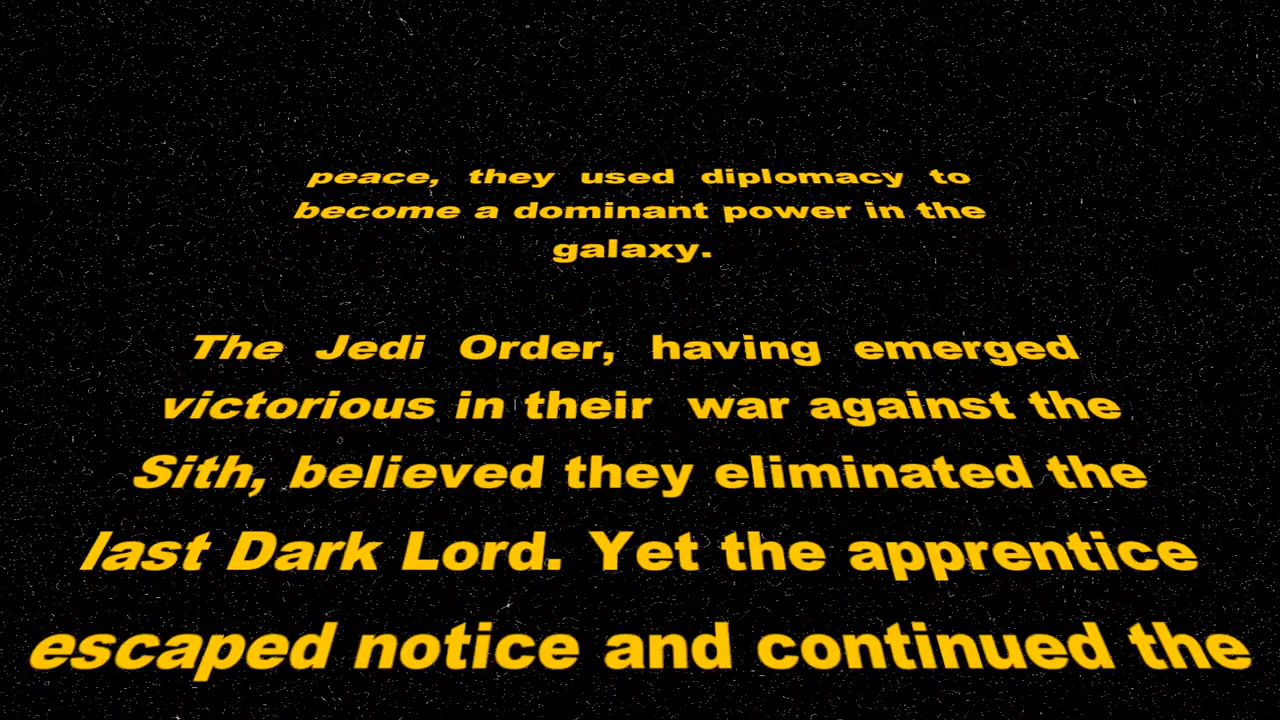 peace, they used diplomacy to
become a dominant power in the
galaxy.
The Jedi Order, having emerged
victorious in their war against the
Sith, believed they eliminated the
last Dark Lord. Yet the apprentice
escaped notice and continued the